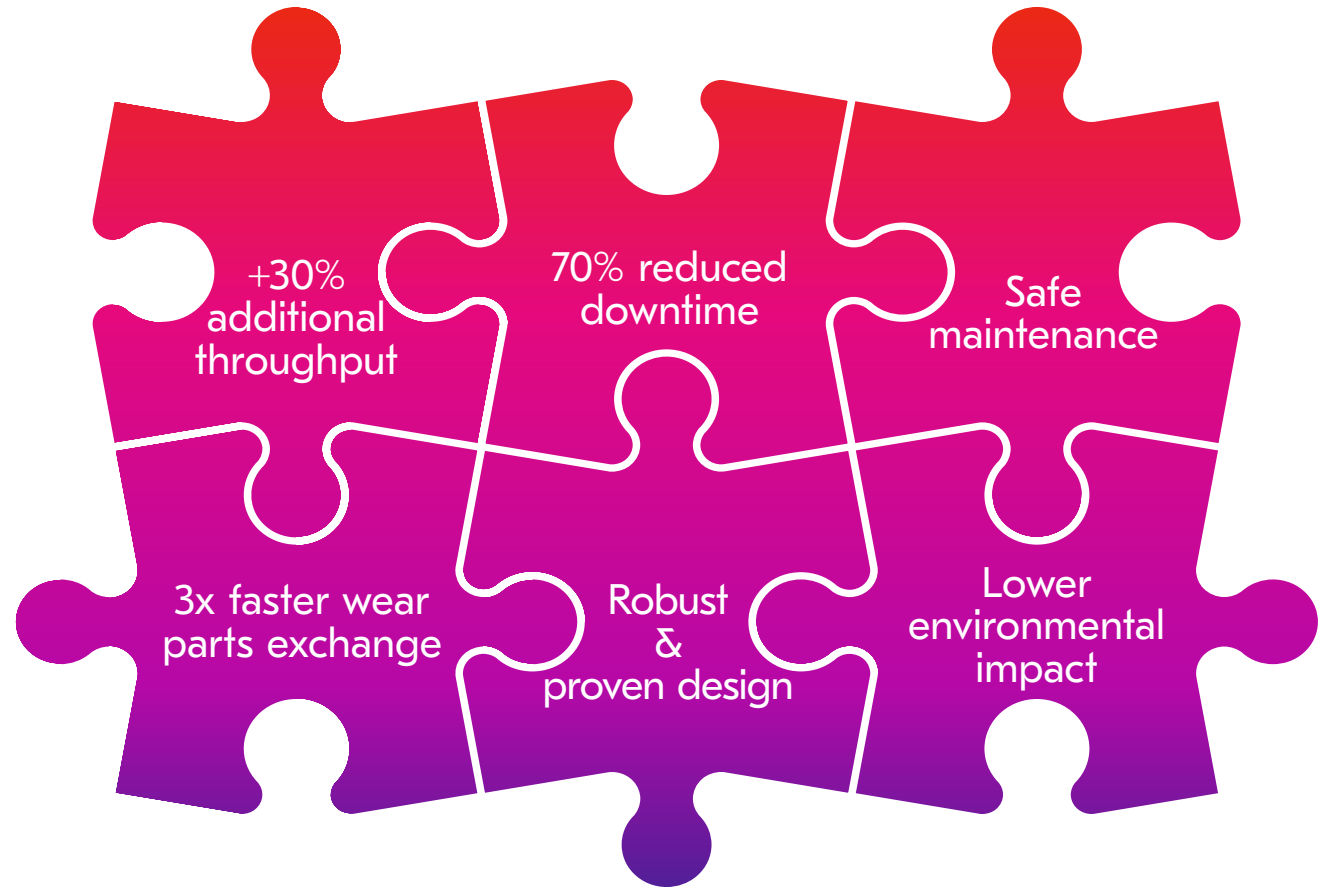 +30%
additional
throughput
70% reduced
downtime
Safe
maintenance
3x faster wear
parts exchange
Robust
&
proven design
Lower
environmental
impact